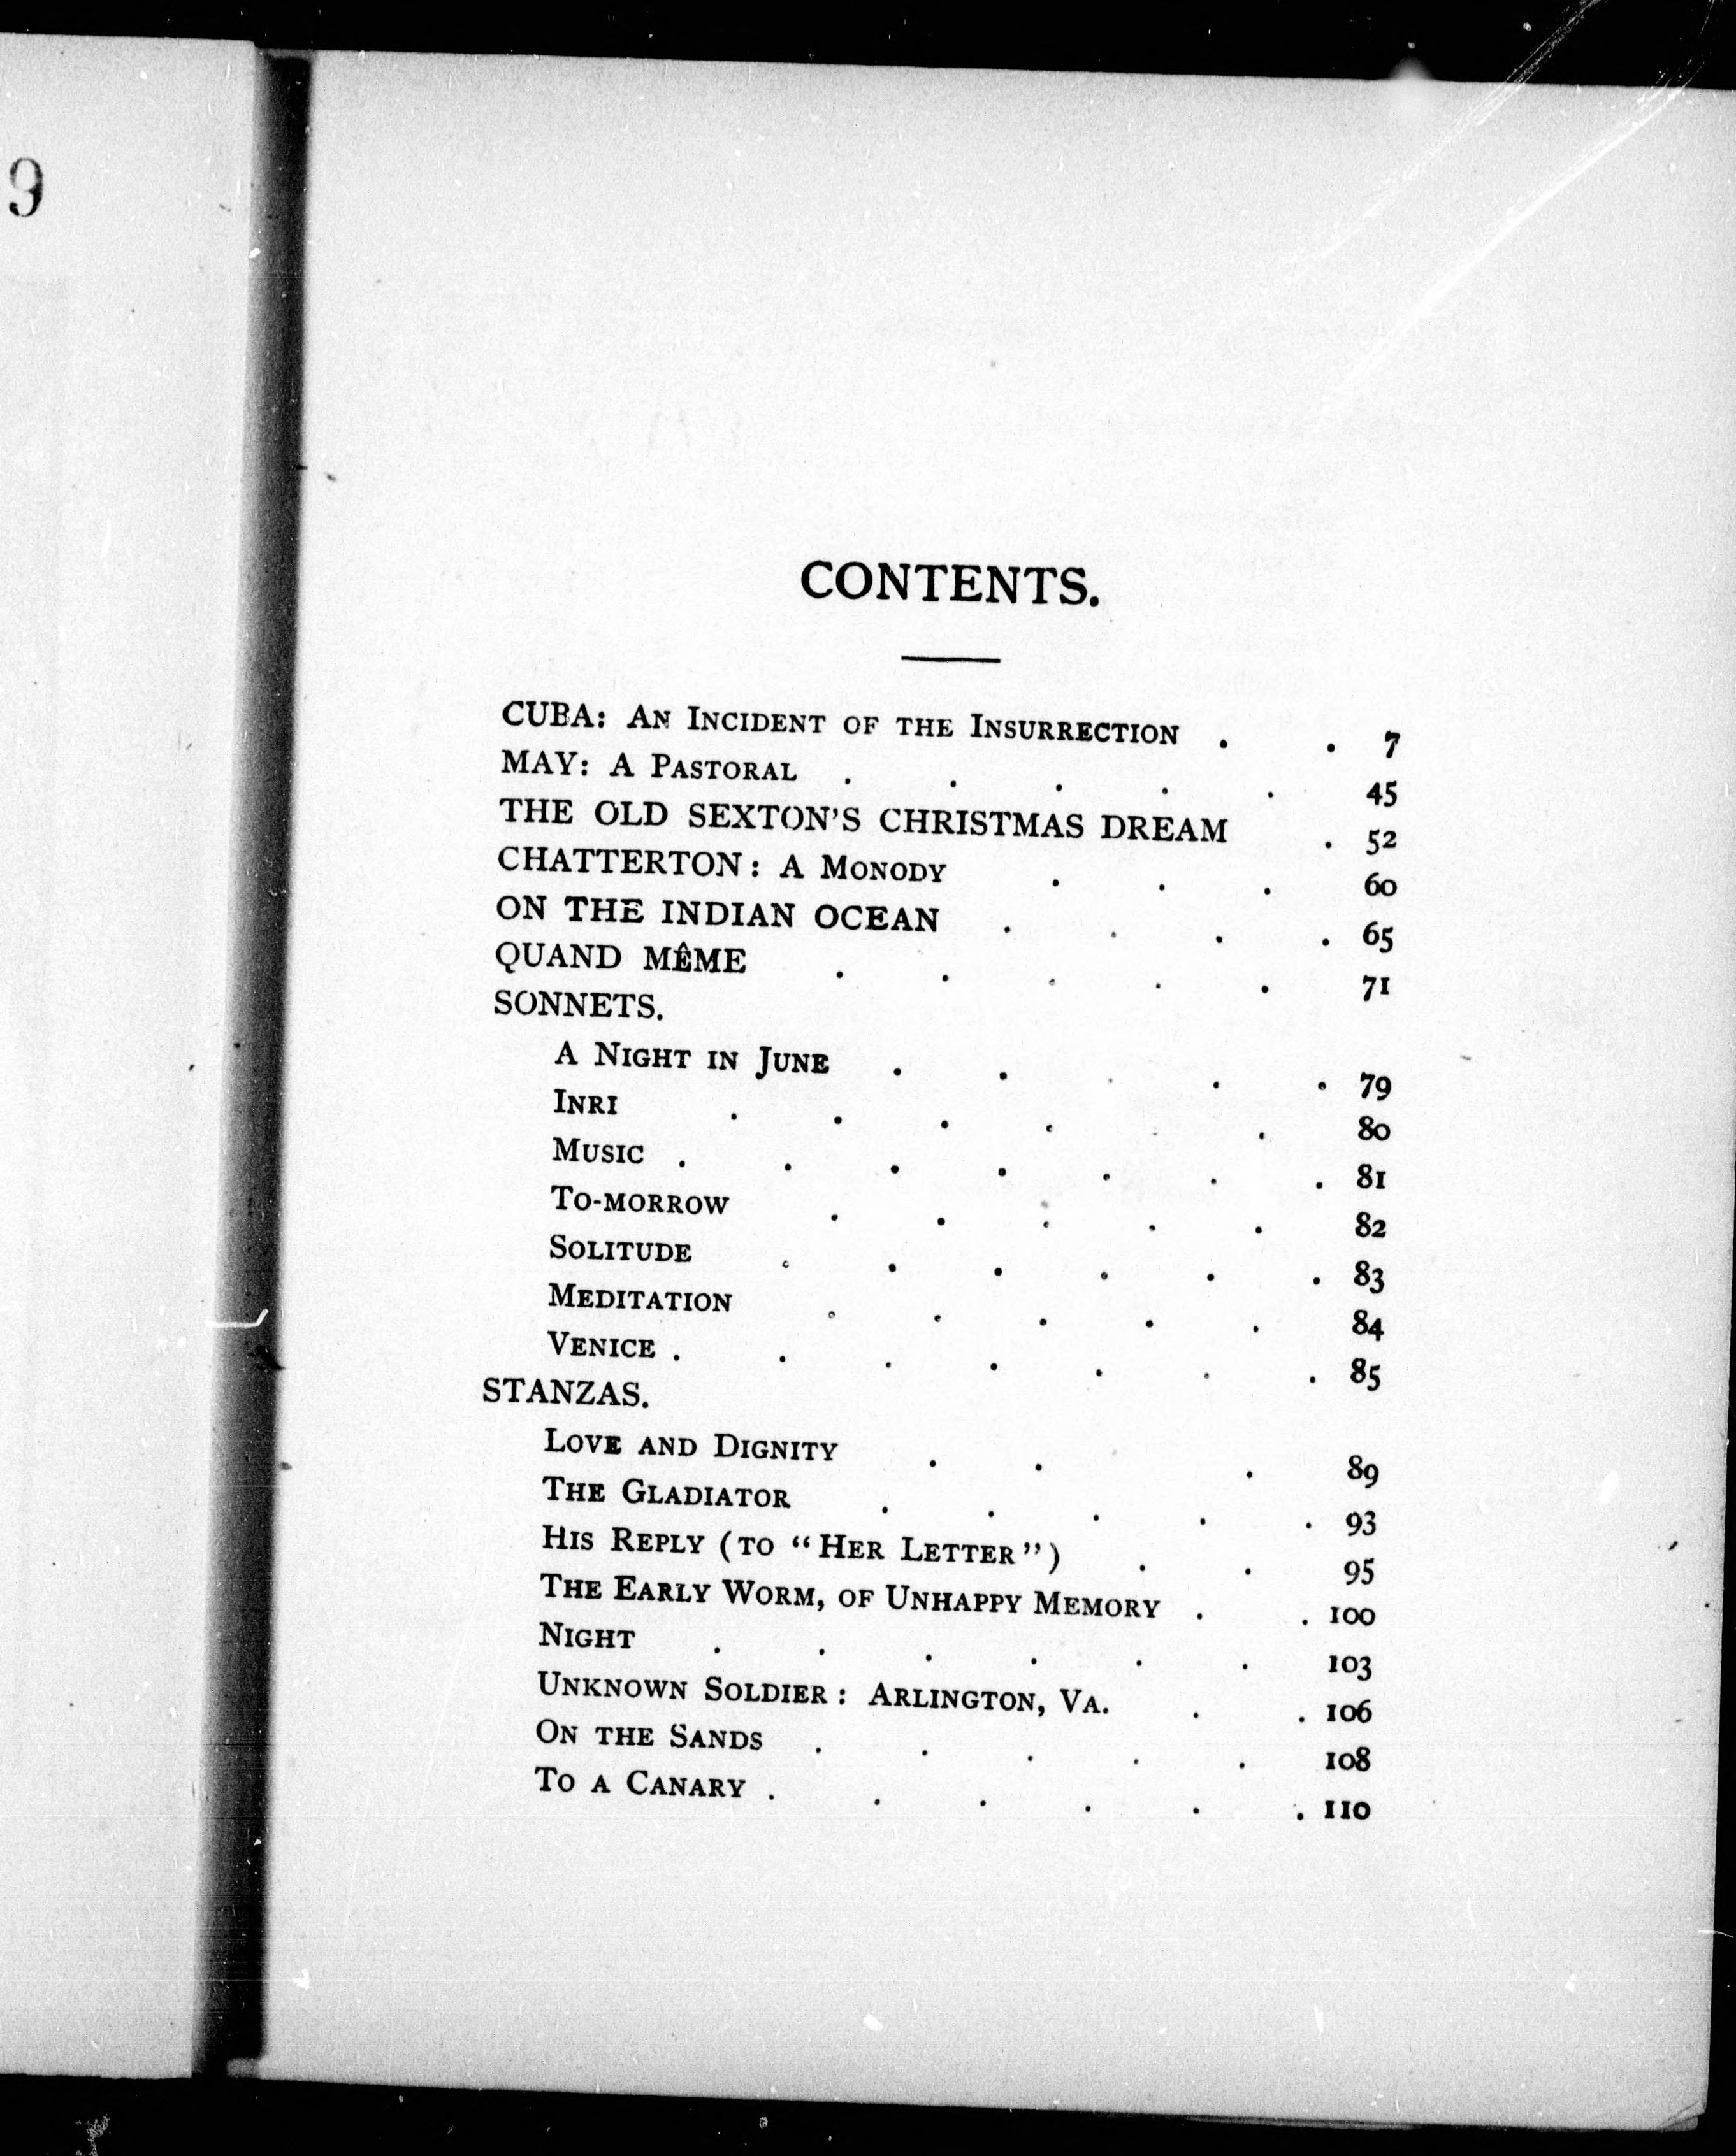 9
CONTENTS.
CUBA: An Incident of the Insurrection . . 7
MAY: A Pastoral . . . . . 45
THE OLD SEXTON'S CHRISTMAS DREAM . 52
CHATTERTON: A Monody . . . 60
ON THE INDIAN OCEAN . . . . 65
QUAND MÊME . . . . . 71
SONNETS.
A Night in June . . . . . 79
Inri . . . . . . 80
Music . . . . . . . 81
To-morrow . . . . . 82
Solitude . . . . . . 83
Meditation . . . . . 84
Venice . . . . . . . 85
STANZAS.
Love and Dignity . . . 89
The Gladiator . . . . . 93
His Reply (to "Her Letter") . . 95
The Early Worm, of Unhappy Memory . . 100
Night . . . . . . 103
Unknown Soldier: Arlington, Va. . . 106
On the Sands . . . . . 108
To a Canary . . . . . . 110